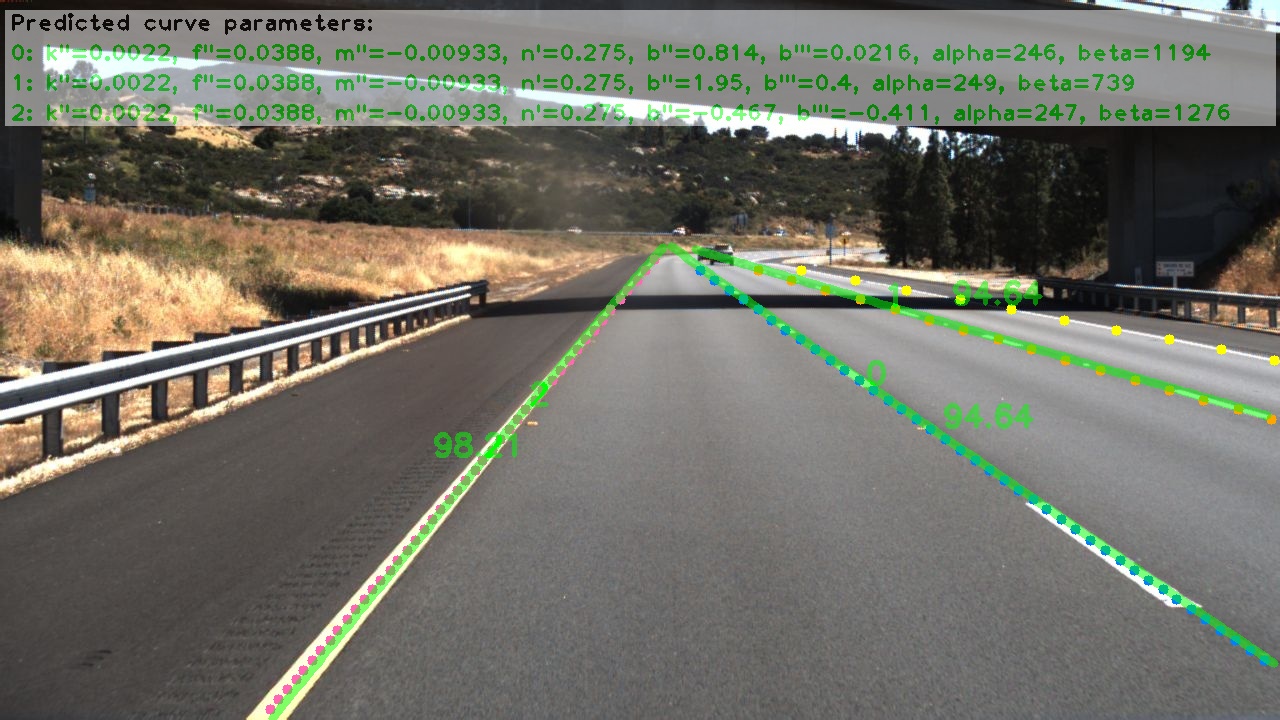 Predicted curve parameters:
0: k''=0.0022, f''=0.0388, m''=−0.00933, n'=0.275, b''=0.814, b'''=0.0216, alpha=246, beta=1194
1: k''=0.0022, f''=0.0388, m''=−0.00933, n'=0.275, b''=1.95, b'''=0.4, alpha=249, beta=739
2: k''=0.0022, f''=0.0388, m''=−0.00933, n'=0.275, b''=−0.467, b'''=−0.411, alpha=247, beta=1276
1 94.64
0
94.64
2
98.21